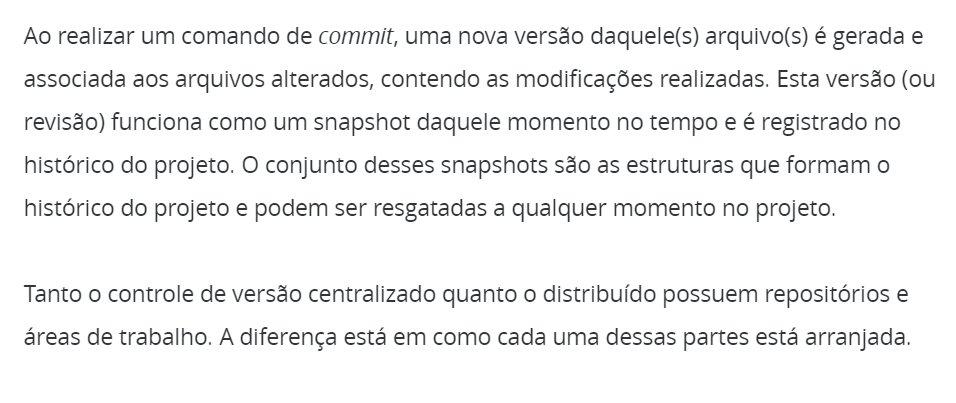 Ao realizar um comando de commit, uma nova versão daquele(s) arquivo(s) é gerada e
associada aos arquivos alterados, contendo as modificações realizadas. Esta versão (ou
revisão) funciona como um snapshot daquele momento no tempo e é registrado no
histórico do projeto. O conjunto desses snapshots são as estruturas que formam o
histórico do projeto e podem ser resgatadas a qualquer momento no projeto.
Tanto o controle de versão centralizado quanto o distribuído possuem repositórios e
áreas de trabalho. A diferença está em como cada uma dessas partes está arranjada.